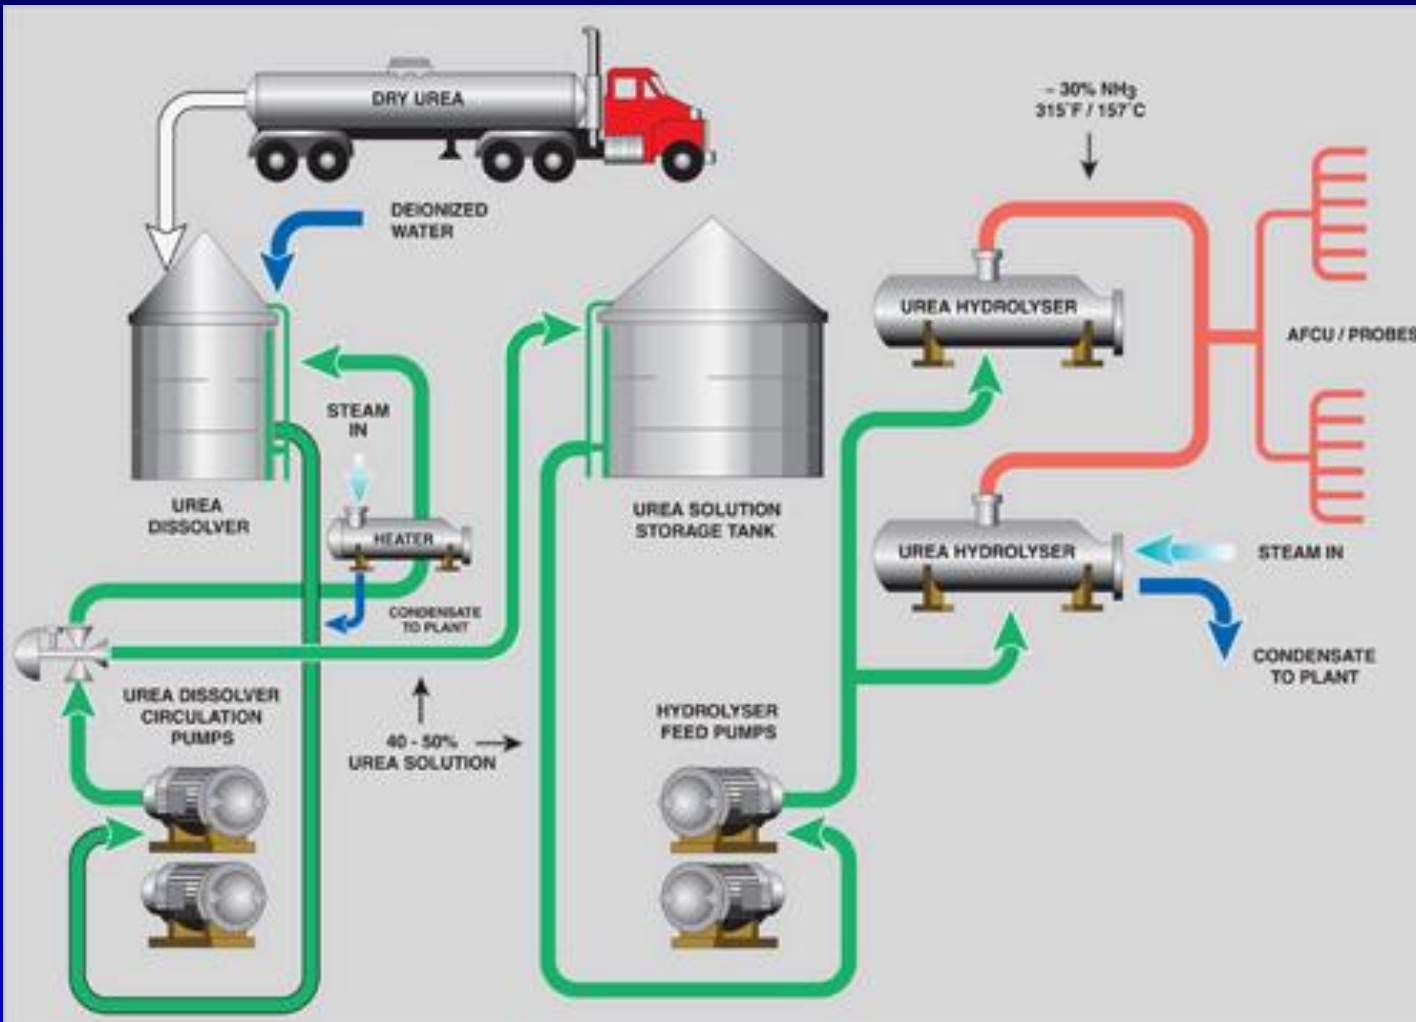 DRY UREA
~ 30% NH3
315°F / 157°C
DEIONIZED
WATER
UREA HYDROLYSER
AFCU / PROBES
STEAM
IN
UREA
DISSOLVER
HEATER
UREA SOLUTION
STORAGE TANK
UREA HYDROLYSER
STEAM IN
CONDENSATE
TO PLANT
CONDENSATE
TO PLANT
UREA DISSOLVER
CIRCULATION
PUMPS
HYDROLYSER
FEED PUMPS
40 - 50%
UREA SOLUTION